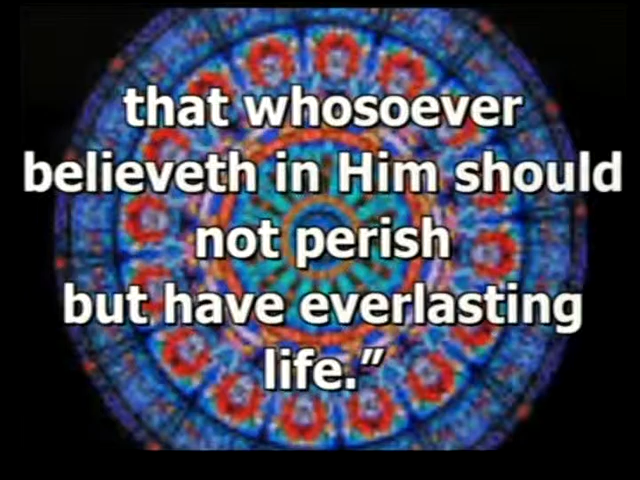 that whosoever
believeth in Him should
not perish
but have everlasting
life.”